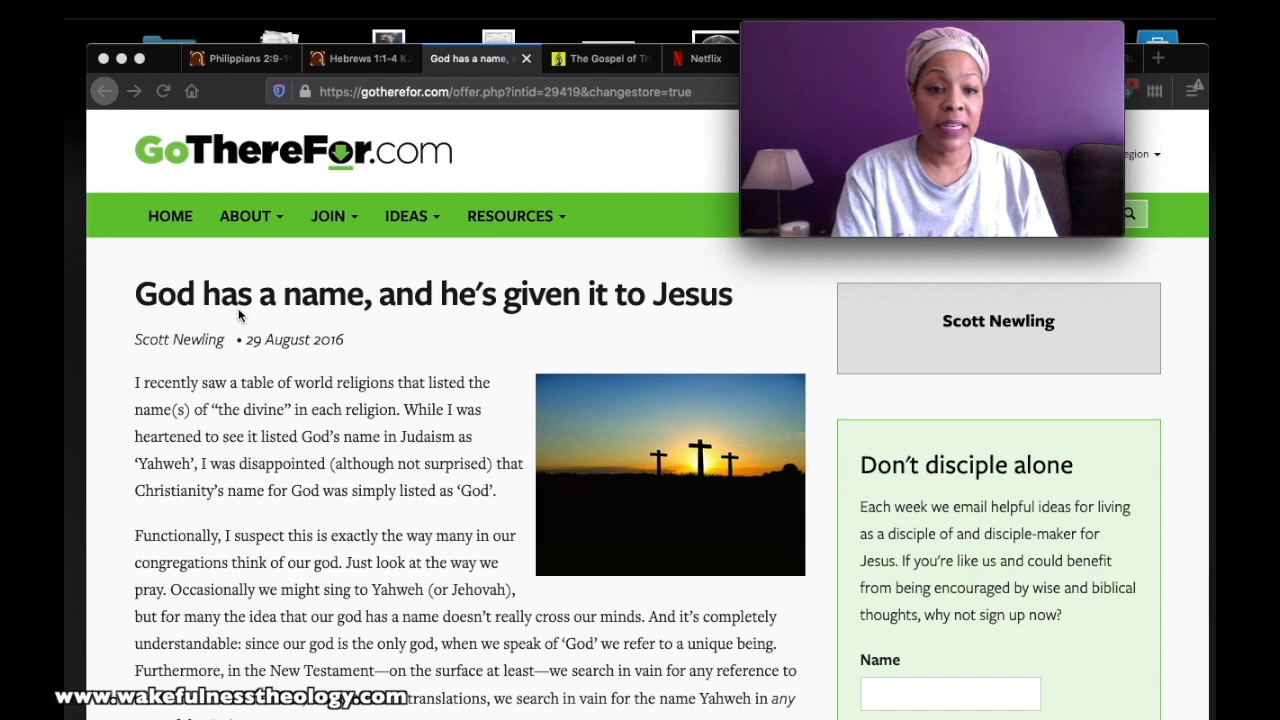 Philippians 2:9-1
Hebrews 1:1-4 K
God has a name,
The Gospel of Tr
Netflix
https://gotherefor.com/offer.php?intid=29419&changestore=true
GoThereFor.com
egion
HOME ABOUT JOIN IDEAS RESOURCES
God has a name, and he's given it to Jesus
Scott Newling • 29 August 2016
I recently saw a table of world religions that listed the
name(s) of “the divine” in each religion. While I was
heartened to see it listed God’s name in Judaism as
‘Yahweh’, I was disappointed (although not surprised) that
Christianity’s name for God was simply listed as ‘God’.
Functionally, I suspect this is exactly the way many in our
congregations think of our god. Just look at the way we
pray. Occasionally we might sing to Yahweh (or Jehovah),
but for many the idea that our god has a name doesn’t really cross our minds. And it’s completely
understandable: since our god is the only god, when we speak of ‘God’ we refer to a unique being.
Furthermore, in the New Testament—on the surface at least—we search in vain for any reference to
translations, we search in vain for the name Yahweh in any
www.wakefulnesstheology.com
Scott Newling
Don't disciple alone
Each week we email helpful ideas for living
as a disciple of and disciple-maker for
Jesus. If you're like us and could benefit
from being encouraged by wise and biblical
thoughts, why not sign up now?
Name